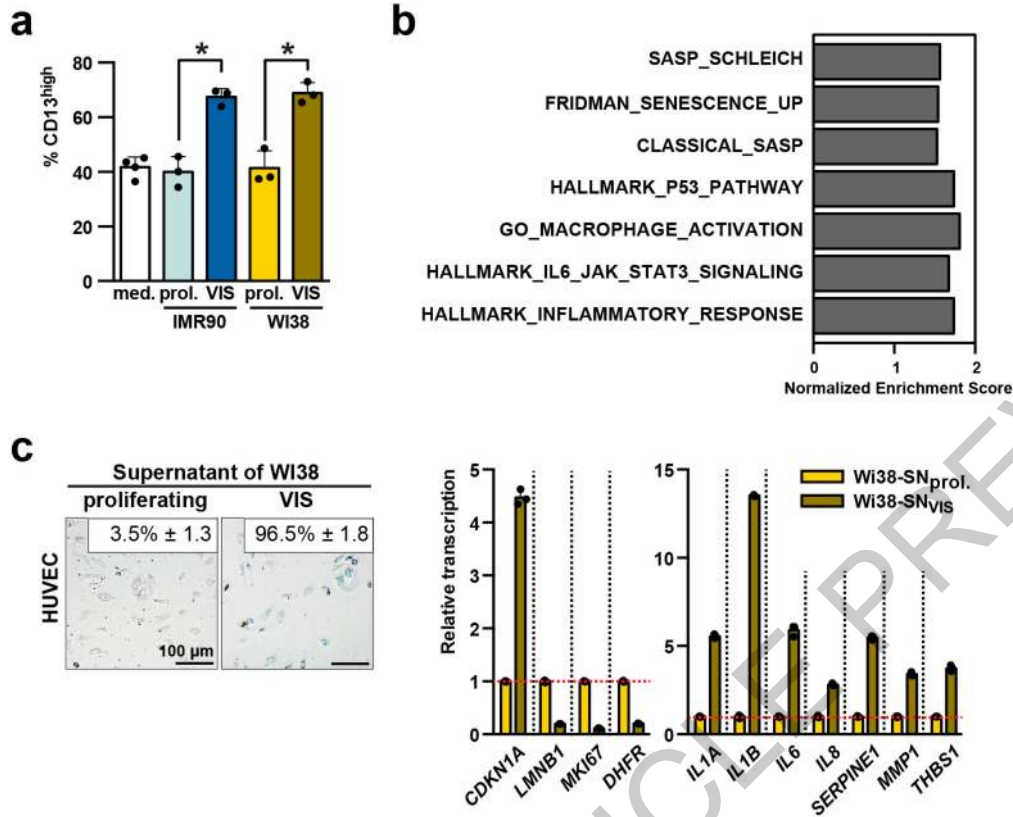 a
% CD13high
80
60
40
20
0
med. prol. VIS prol. VIS
IMR90 WI38
* *
b
SASP_SCHLEICH
FRIDMAN_SENESCENCE_UP
CLASSICAL_SASP
HALLMARK_P53_PATHWAY
GO_MACROPHAGE_ACTIVATION
HALLMARK_IL6_JAK_STAT3_SIGNALING
HALLMARK_INFLAMMATORY_RESPONSE
0 1 2
Normalized Enrichment Score
c
Supernatant of WI38
proliferating VIS
HUVEC
3.5% ± 1.3 96.5% ± 1.8
100 µm
Relative transcription
5
4
3
2
1
0
CDKN1A LMNB1 MKI67 DHFR
15
10
5
0
Wi38-SNprol.
Wi38-SNVIS
IL1A IL1B IL6 IL8 SERPINE1 MMP1 THBS1